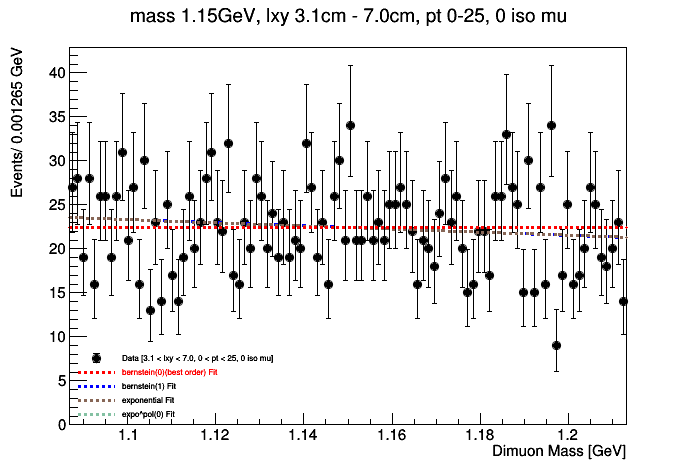 mass 1.15GeV, lxy 3.1cm - 7.0cm, pt 0-25, 0 iso mu
Events/ 0.001265 GeV
40
35
30
25
20
15
10
5
0
Data [3.1 < lxy < 7.0, 0 < pt < 25, 0 iso mu]
bernstein(0)(best order) Fit
bernstein(1) Fit
exponential Fit
expo*pol(0) Fit
1.1 1.12 1.14 1.16 1.18 1.2
Dimuon Mass [GeV]